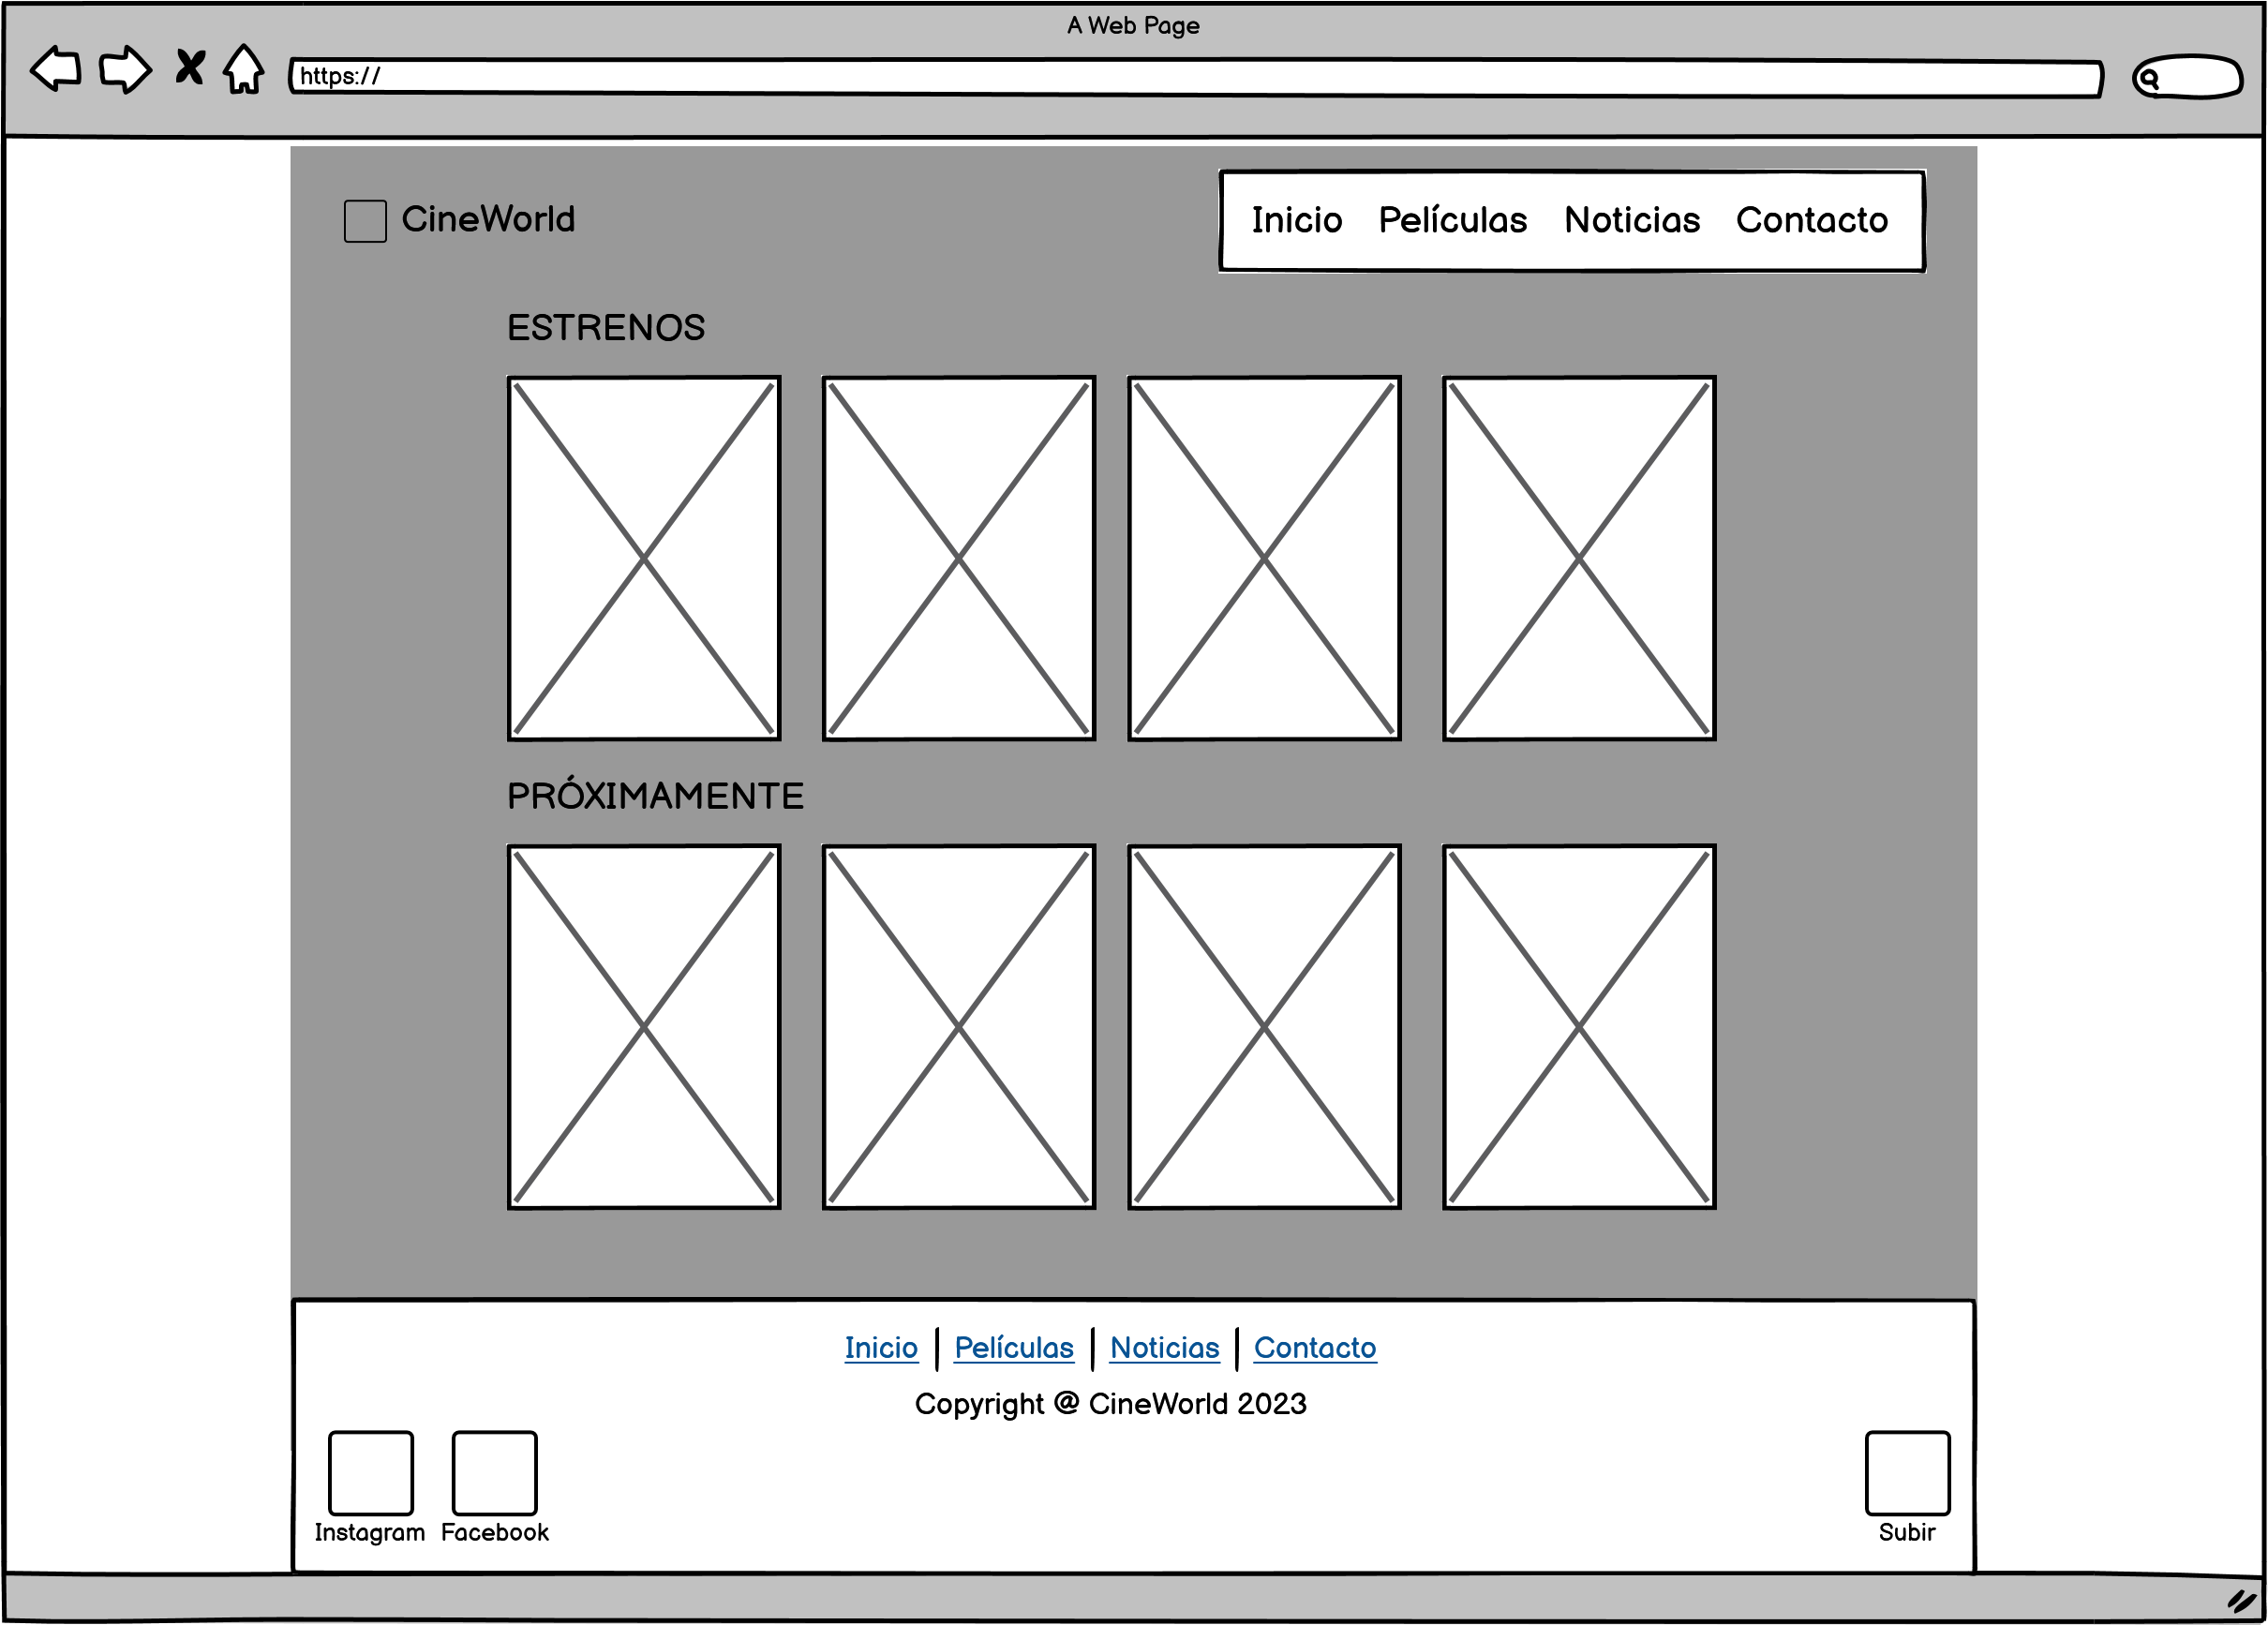 A Web Page
https://
CineWorld
Inicio Películas Noticias Contacto
ESTRENOS
PRÓXIMAMENTE
Inicio | Películas | Noticias | Contacto
Copyright @ CineWorld 2023
Instagram Facebook
Subir